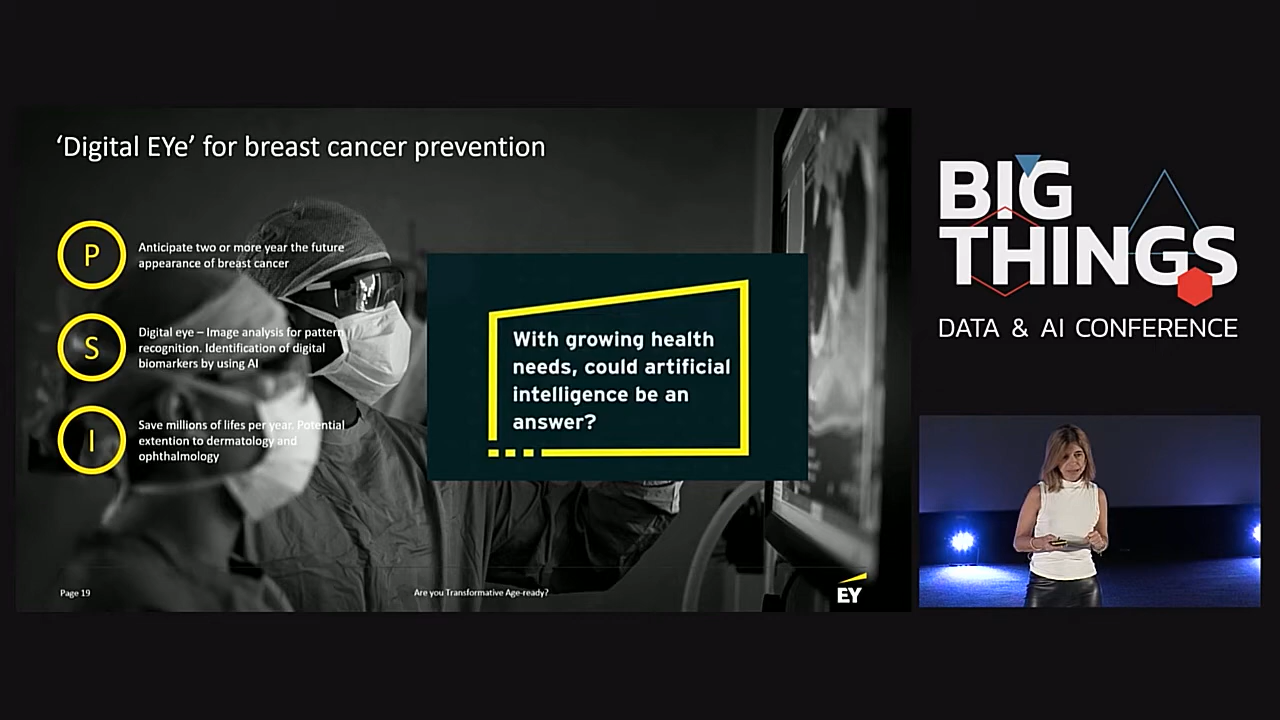 ‘Digital EYe’ for breast cancer prevention
P
Anticipate two or more year the future
appearance of breast cancer
S
Digital eye – Image analysis for pattern
recognition. Identification of digital
biomarkers by using AI
I
Save millions of lifes per year. Potential
extention to dermatology and
ophthalmology
With growing health
needs, could artificial
intelligence be an
answer?
Page 19
Are you Transformative Age-ready?
EY
BIG
THINGS
DATA & AI CONFERENCE